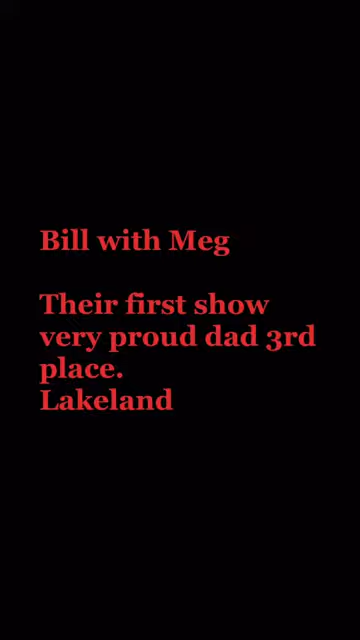 Bill with Meg
Their first show
very proud dad 3rd
place.
Lakeland